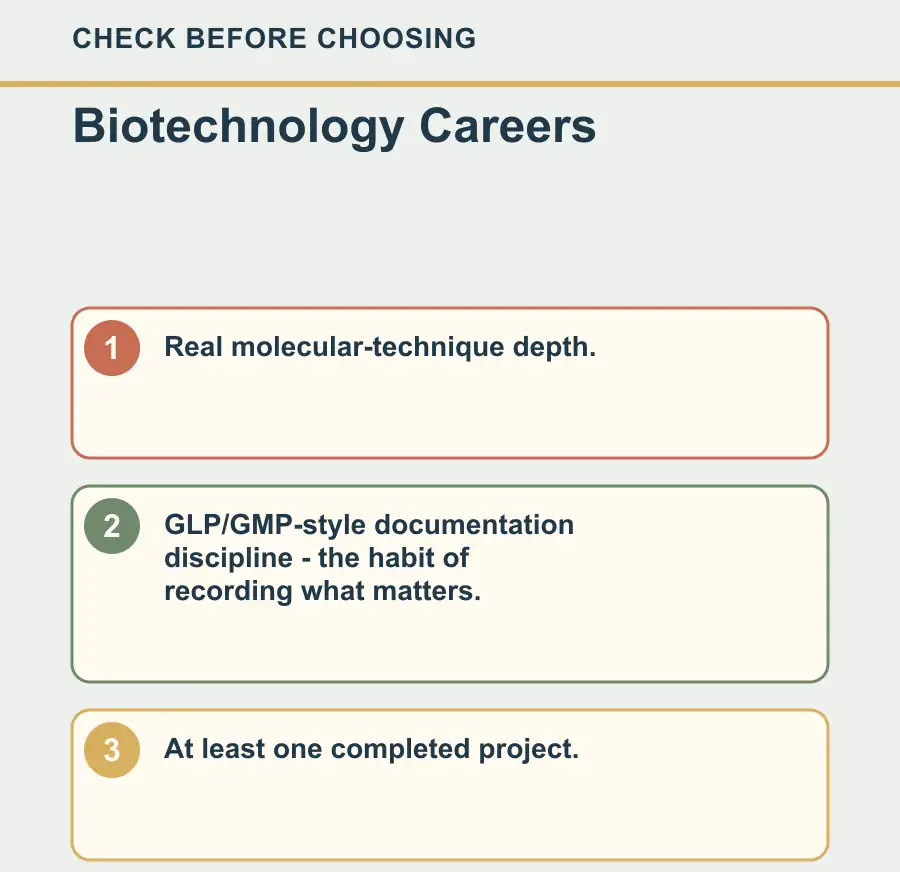 CHECK BEFORE CHOOSING
Biotechnology Careers
1
Real molecular-technique depth.
2
GLP/GMP-style documentation
discipline - the habit of
recording what matters.
3
At least one completed project.